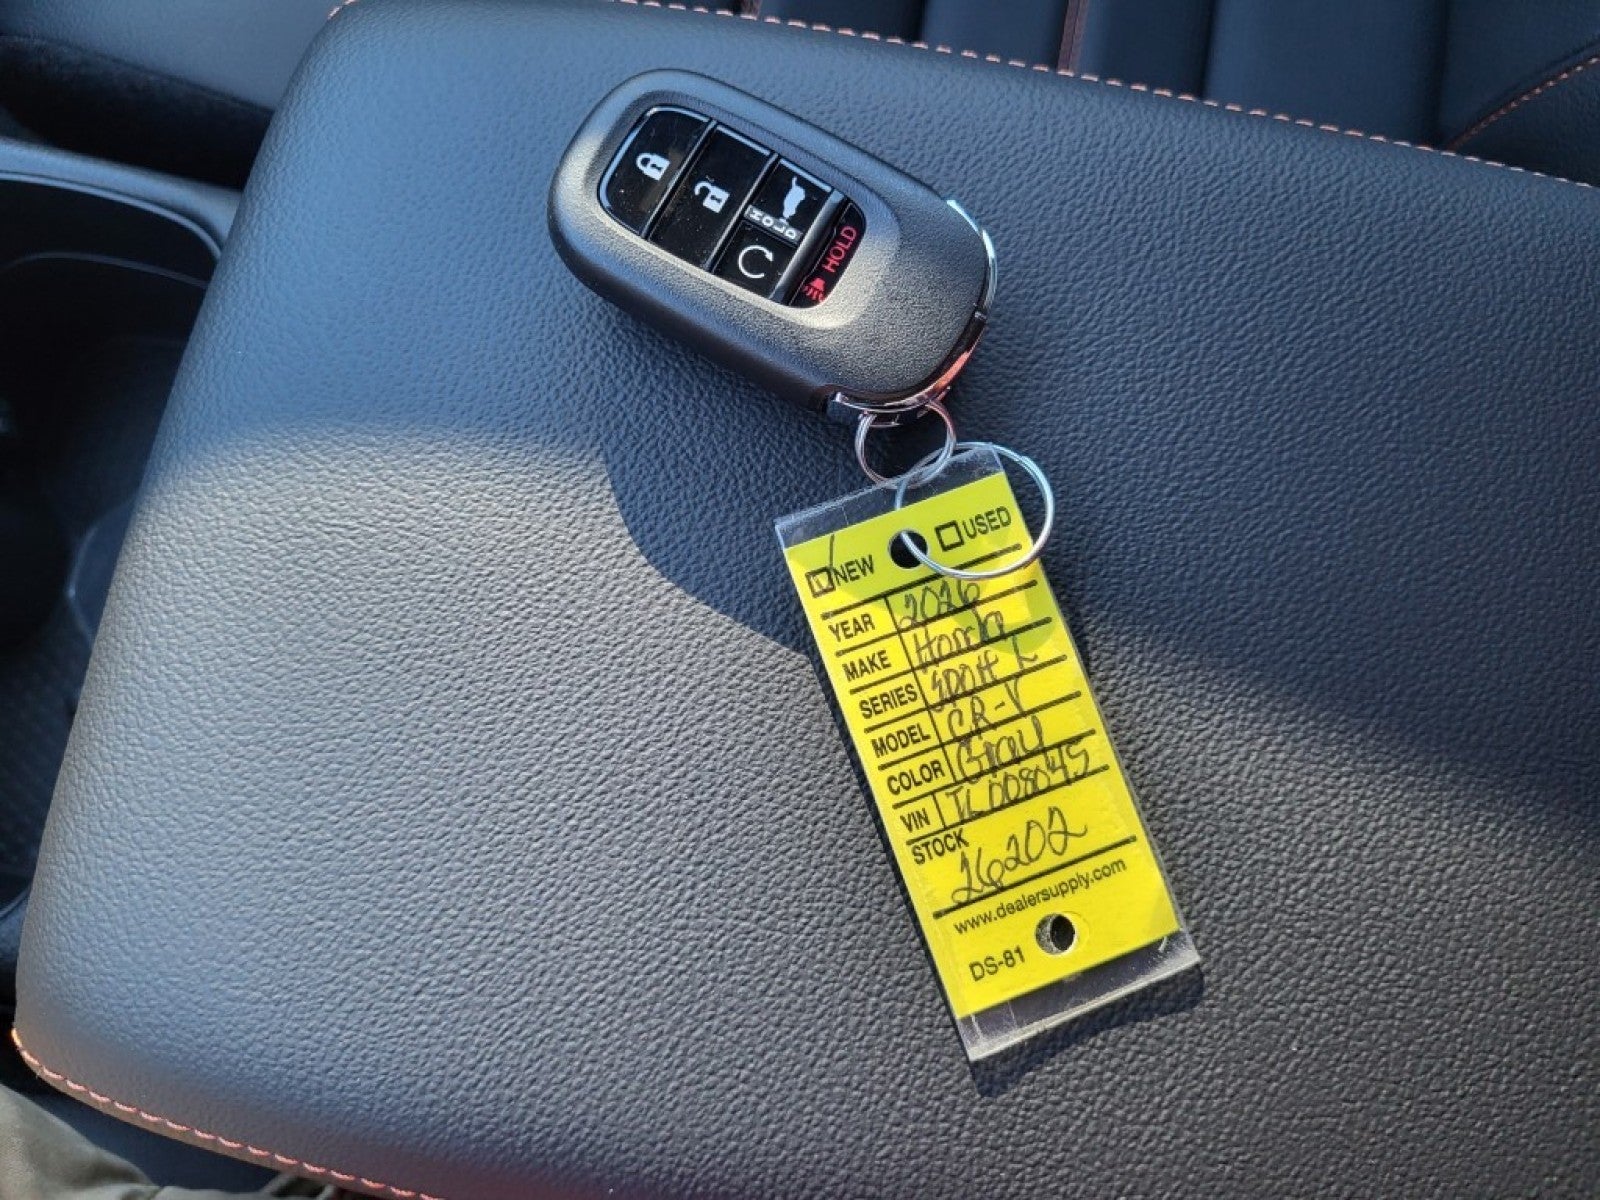 HOLD
HOLD
NEW USED
YEAR 2026
MAKE Honda
SERIES L
MODEL CR-V
COLOR Gray
VIN TL008045
STOCK
26202
www.dealersupply.com
DS-81